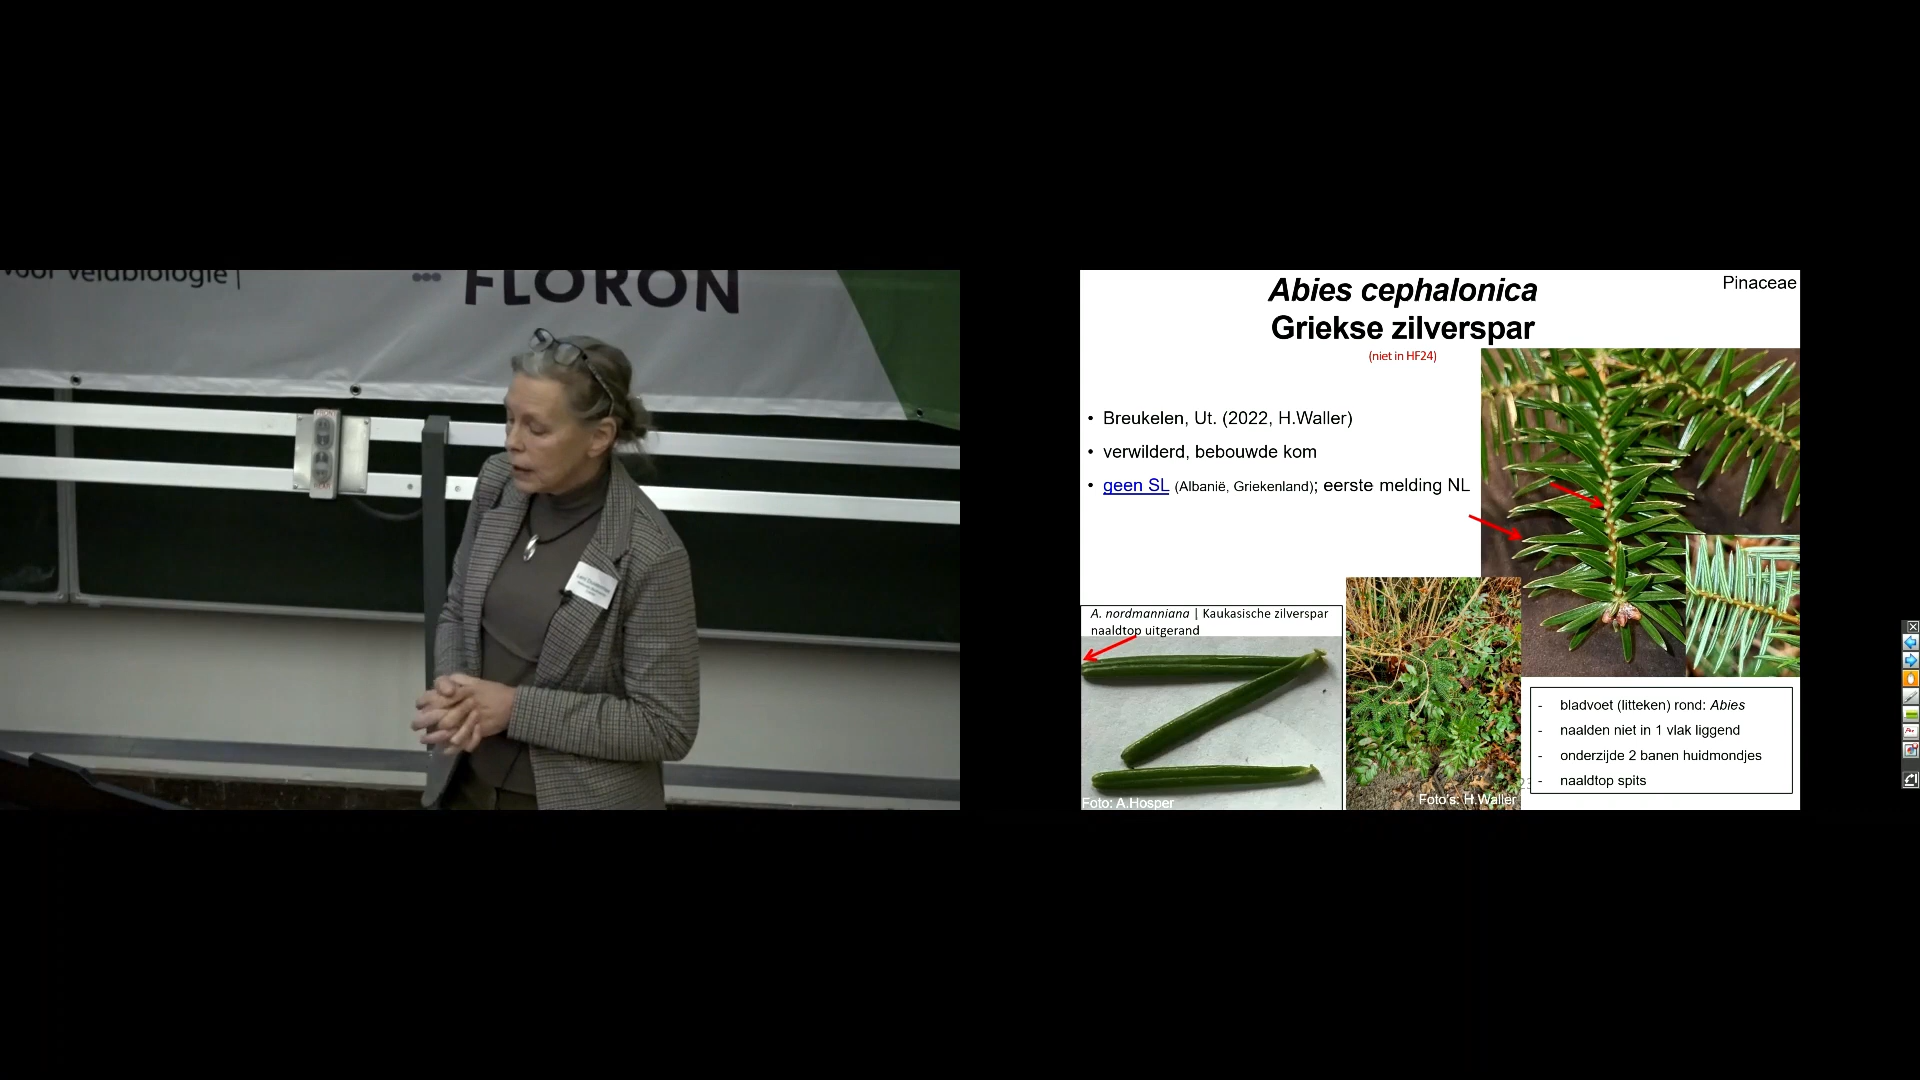 voor veldbiologie |
FLORON
Abies cephalonica
Griekse zilverspar
(niet in HF24)
Pinaceae
• Breukelen, Ut. (2022, H.Waller)
• verwilderd, bebouwde kom
• geen SL (Albanië, Griekenland); eerste melding NL
A. nordmanniana | Kaukasische zilverspar
naaldtop uitgerand
Foto: A.Hosper
Foto's: H.Waller
- bladvoet (litteken) rond: Abies
- naalden niet in 1 vlak liggend
- onderzijde 2 banen huidmondjes
- naaldtop spits